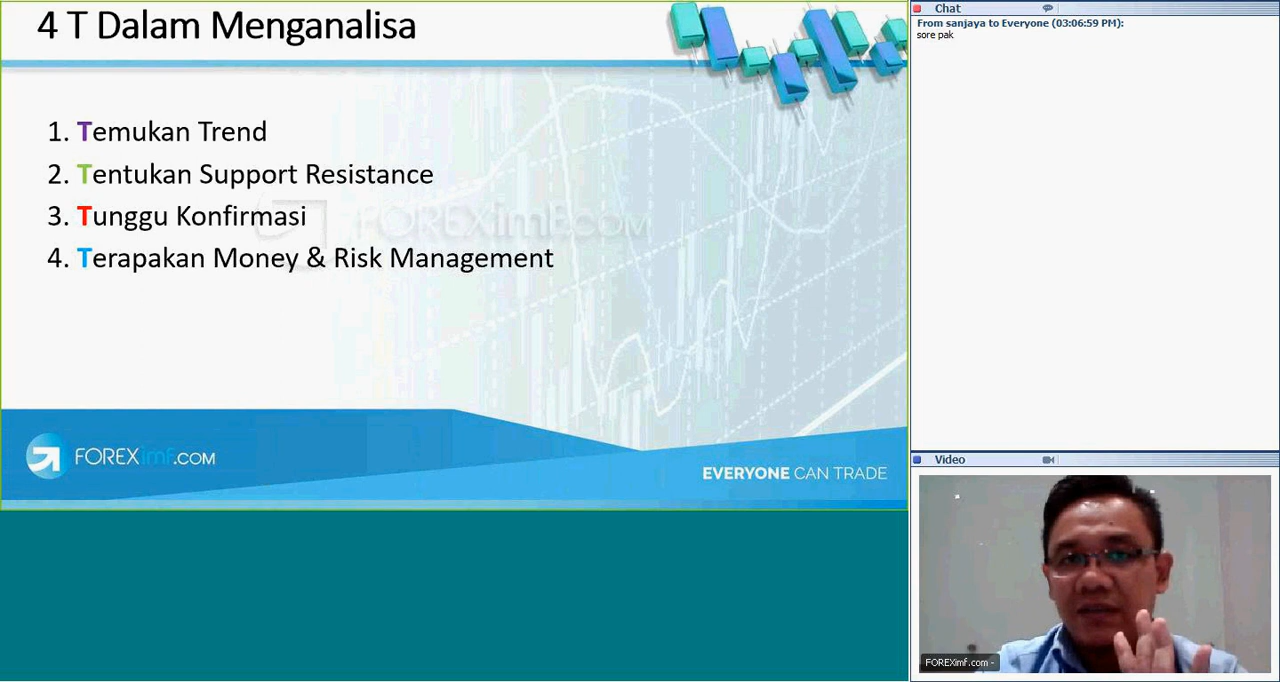 4 T Dalam Menganalisa
1. Temukan Trend
2. Tentukan Support Resistance
3. Tunggu Konfirmasi
4. Terapakan Money & Risk Management
FOREXimf.COM
FOREXimf.COM
EVERYONE CAN TRADE
Chat
From sanjaya to Everyone (03:06:59 PM):
sore pak
Video
FOREXimf.com -